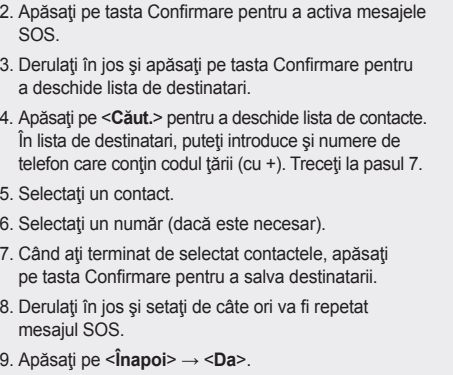 2. Apăsaţi pe tasta Confirmare pentru a activa mesajele
SOS.
3. Derulaţi în jos şi apăsaţi pe tasta Confirmare pentru
a deschide lista de destinatari.
4. Apăsaţi pe <Căut.> pentru a deschide lista de contacte.
În lista de destinatari, puteţi introduce şi numere de
telefon care conţin codul ţării (cu +). Treceţi la pasul 7.
5. Selectaţi un contact.
6. Selectaţi un număr (dacă este necesar).
7. Când aţi terminat de selectat contactele, apăsaţi
pe tasta Confirmare pentru a salva destinatarii.
8. Derulaţi în jos şi setaţi de câte ori va fi repetat
mesajul SOS.
9. Apăsaţi pe <Înapoi> → <Da>.